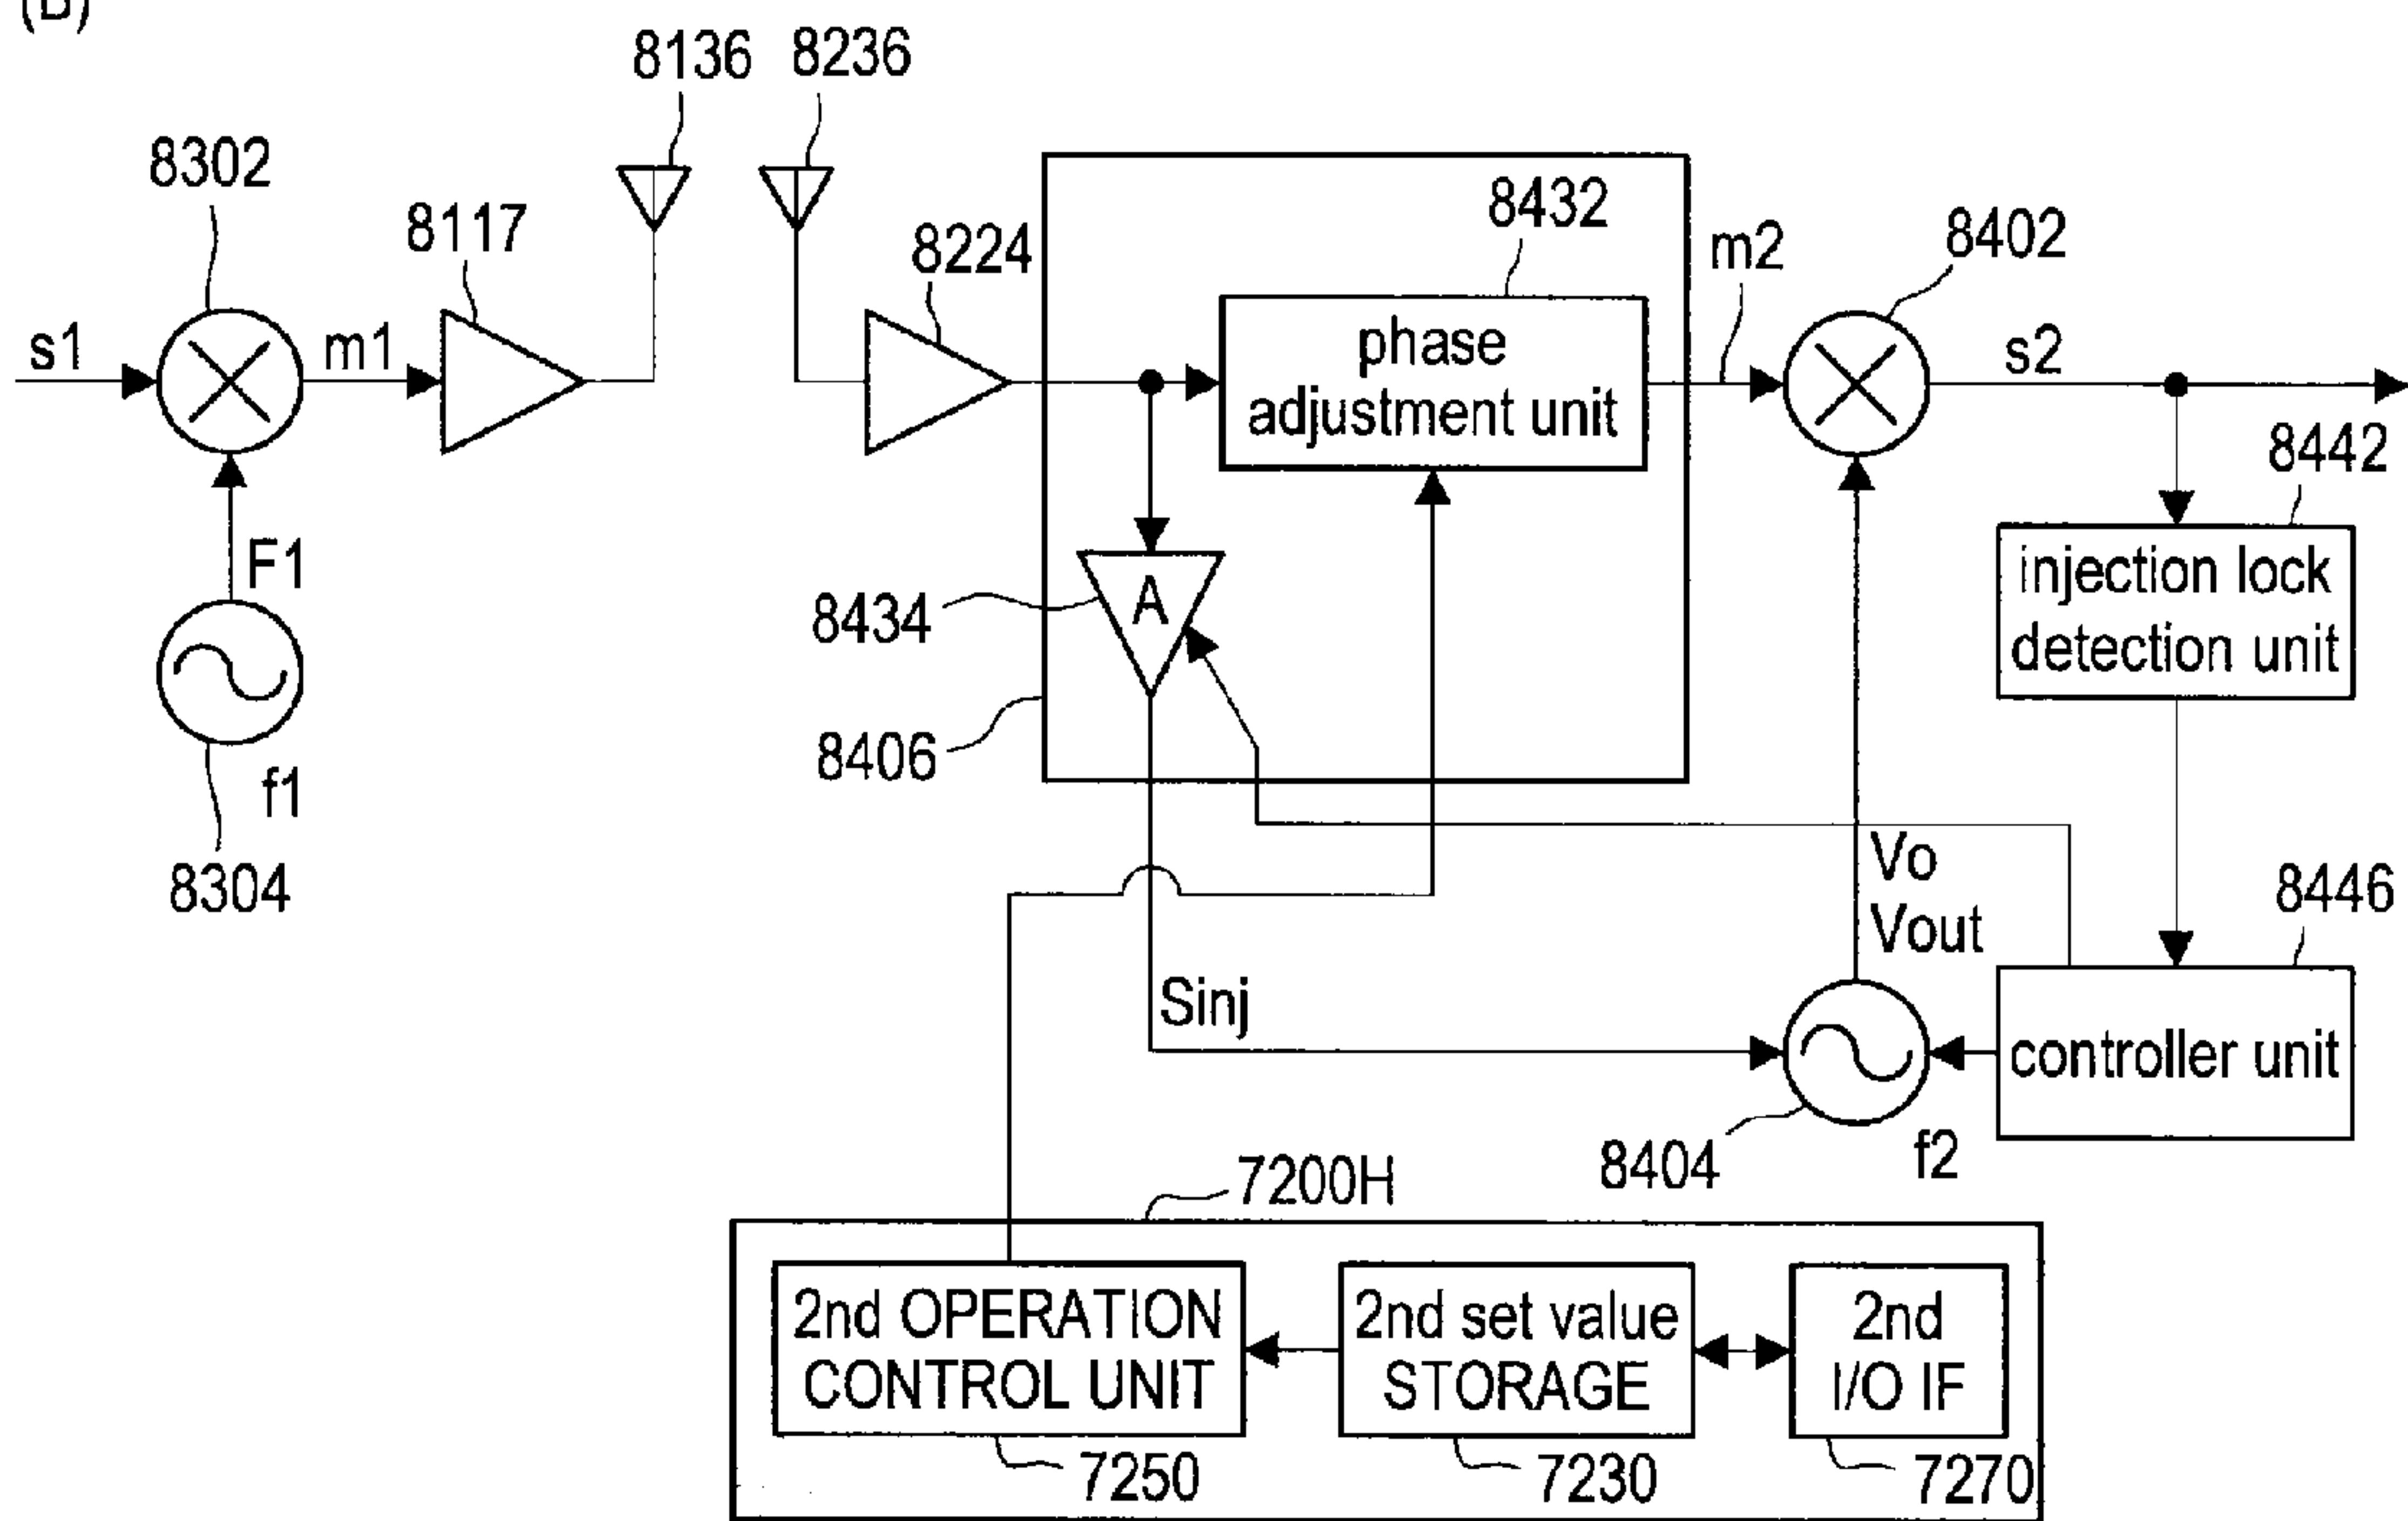 (B)
8136
8236
8302
8117
8224
8432
m2
8402
s1
m1
phase
adjustment unit
s2
8442
F1
A
8434
injection lock
detection unit
8406
f1
8304
Vo
Vout
8446
Sinj
controller unit
8404
f2
7200H
2nd OPERATION
CONTROL UNIT
2nd set value
STORAGE
2nd
I/O IF
7250
7230
7270